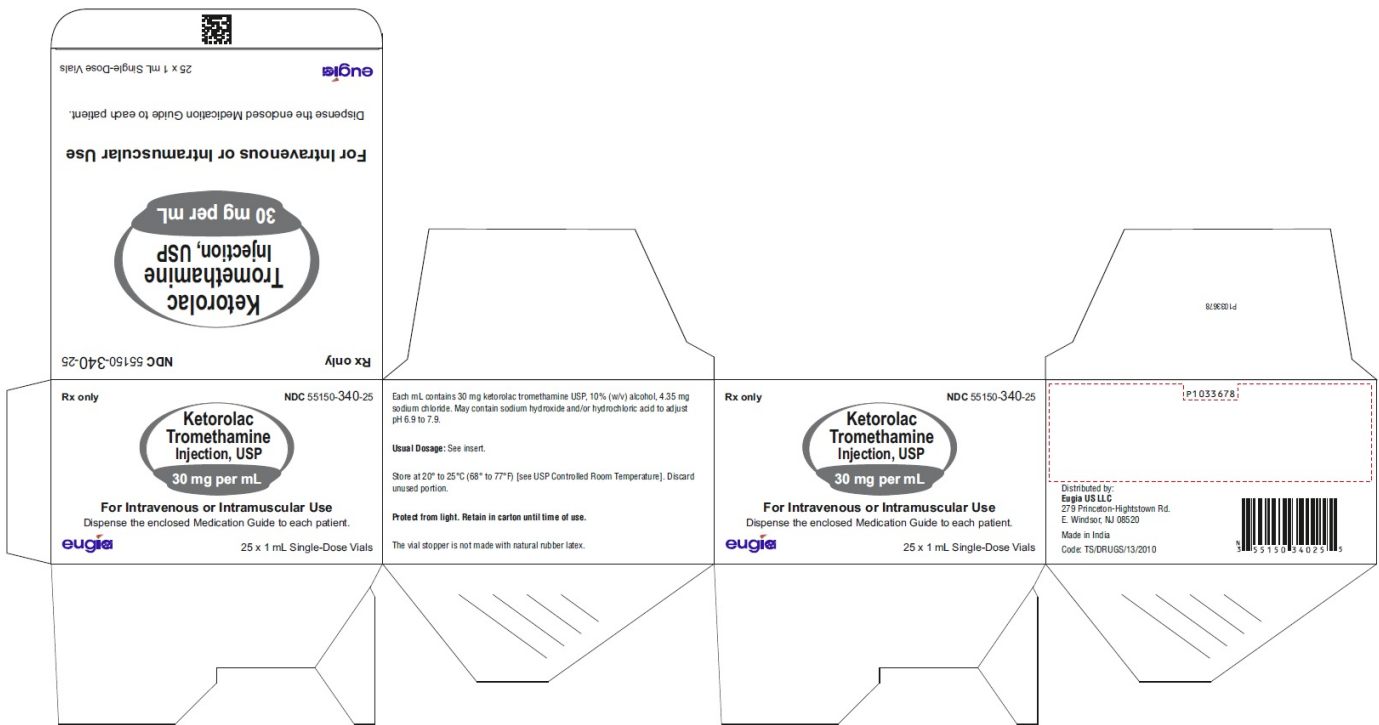 25 x 1 mL Single-Dose Vials
eugia
Dispense the enclosed Medication Guide to each patient.
For Intravenous or Intramuscular Use
30 mg per mL
Ketorolac
Tromethamine
Injection, USP
Rx only
NDC 55150-340-25
Rx only
NDC 55150-340-25
Ketorolac
Tromethamine
Injection, USP
30 mg per mL
For Intravenous or Intramuscular Use
Dispense the enclosed Medication Guide to each patient.
eugia
25 x 1 mL Single-Dose Vials
Each mL contains 30 mg ketorolac tromethamine USP, 10% (w/v) alcohol, 4.35 mg
sodium chloride. May contain sodium hydroxide and/or hydrochloric acid to adjust
pH 6.9 to 7.9.
Usual Dosage: See insert.
Store at 20° to 25°C (68° to 77°F) [see USP Controlled Room Temperature]. Discard
unused portion.
Protect from light. Retain in carton until time of use.
The vial stopper is not made with natural rubber latex.
Rx only
NDC 55150-340-25
Ketorolac
Tromethamine
Injection, USP
30 mg per mL
For Intravenous or Intramuscular Use
Dispense the enclosed Medication Guide to each patient.
eugia
25 x 1 mL Single-Dose Vials
P1033678
P1033678
Distributed by:
Eugia US LLC
279 Princeton-Hightstown Rd.
E. Windsor, NJ 08520
Made in India
Code: TS/DRUGS/13/2010
N
3 55150 34025 5